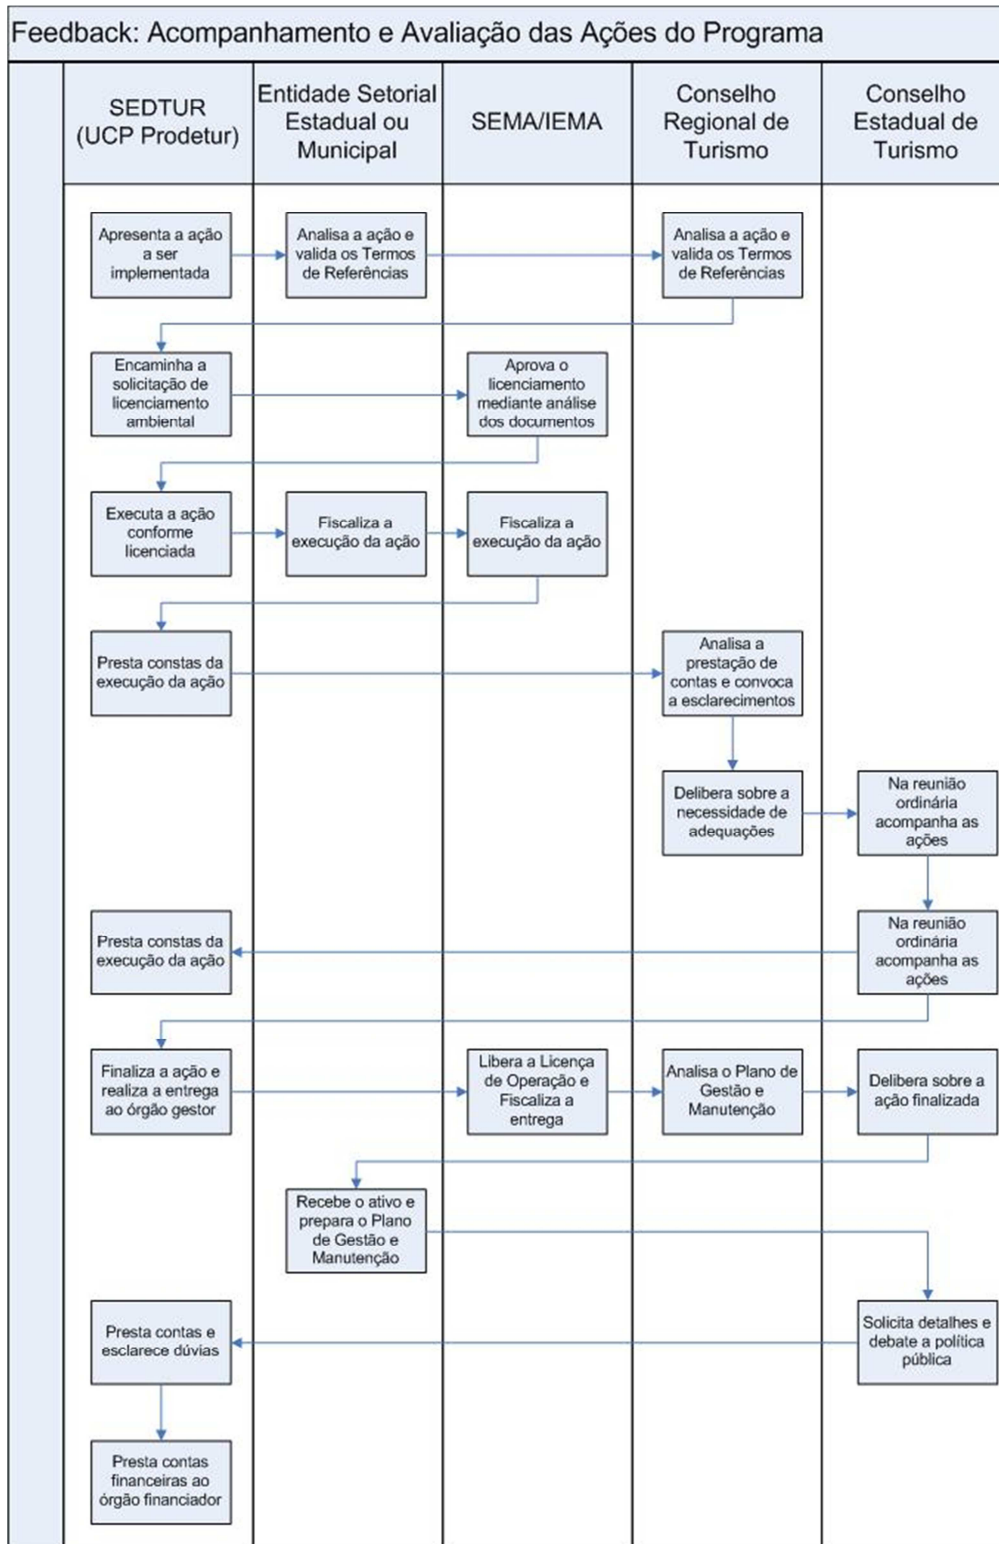 Feedback: Acompanhamento e Avaliação das Ações do Programa
SEDTUR
(UCP Prodetur)
Entidade Setorial
Estadual ou
Municipal
SEMA/IEMA
Conselho
Regional de
Turismo
Conselho
Estadual de
Turismo
Apresenta a ação
a ser
implementada
Analisa a ação e
valida os Termos
de Referências
Analisa a ação e
valida os Termos
de Referências
Encaminha a
solicitação de
licenciamento
ambiental
Aprova o
licenciamento
mediante análise
dos documentos
Executa a ação
conforme
licenciada
Fiscaliza a
execução da ação
Fiscaliza a
execução da ação
Presta constas da
execução da ação
Analisa a
prestação de
contas e convoca
a esclarecimentos
Delibera sobre a
necessidade de
adequações
Na reunião
ordinária
acompanha as
ações
Presta constas da
execução da ação
Na reunião
ordinária
acompanha as
ações
Finaliza a ação e
realiza a entrega
ao órgão gestor
Libera a Licença
de Operação e
Fiscaliza a
entrega
Analisa o Plano de
Gestão e
Manutenção
Delibera sobre a
ação finalizada
Recebe o ativo e
prepara o Plano
de Gestão e
Manutenção
Presta contas e
esclarece dúvias
Solicita detalhes e
debate a política
pública
Presta contas
financeiras ao
órgão financiador